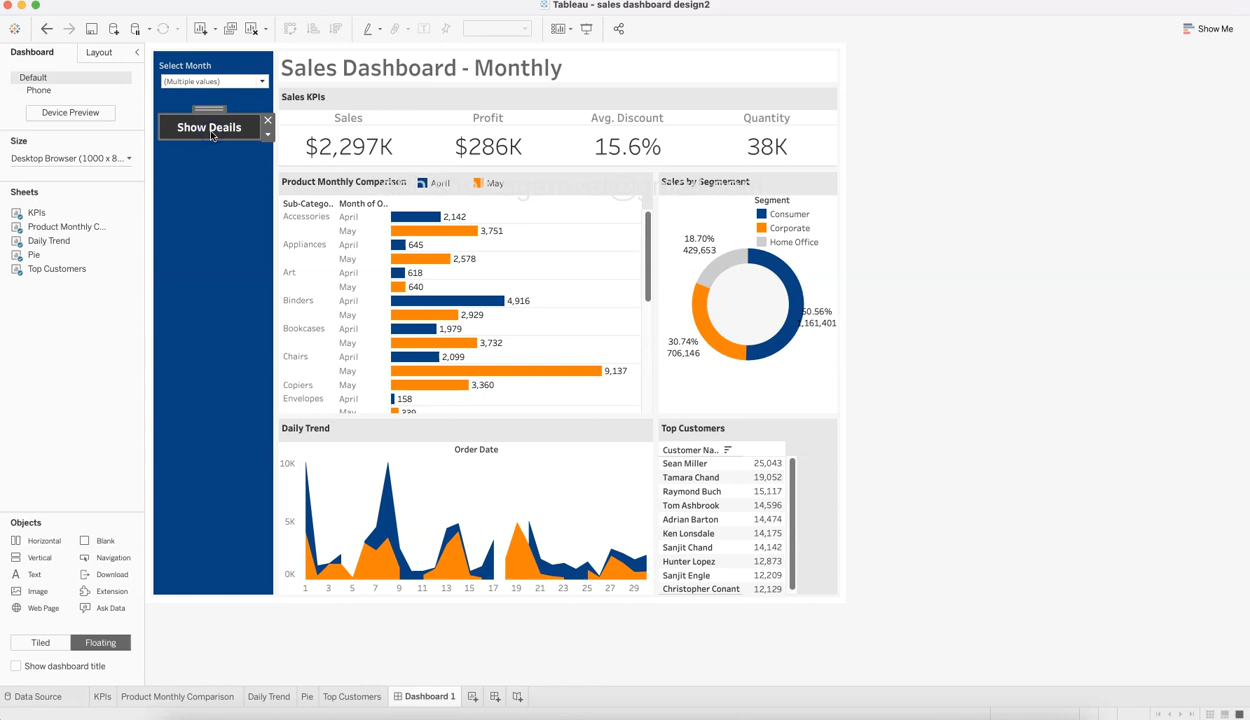 Tableau - sales dashboard design2
Show Me
Dashboard
Layout
Default
Phone
Device Preview
Size
Desktop Browser (1000 x 8...
Sheets
KPIs
Product Monthly C...
Daily Trend
Pie
Top Customers
Objects
Horizontal
Blank
Vertical
Navigation
Text
Download
Image
Extension
Web Page
Ask Data
Tiled
Floating
Show dashboard title
Select Month
(Multiple values)
Show Deails
Sales Dashboard - Monthly
Sales KPIs
Sales Profit Avg. Discount Quantity
$2,297K $286K 15.6% 38K
Product Monthly Comparison April May
Sub-Catego.. Month of O..
Accessories April 2,142
May 3,751
Appliances April 645
May 2,578
Art April 618
May 640
Binders April 4,916
May 2,929
Bookcases April 1,979
May 3,732
Chairs April 2,099
May 9,137
Copiers May 3,360
Envelopes April 158
May 339
Sales by Segmement
Segment
Consumer
Corporate
Home Office
18.70%
429,653
50.56%
1,161,401
30.74%
706,146
Daily Trend
Order Date
10K
5K
0K
1 3 5 7 9 11 13 15 17 19 21 23 25 27 29
Top Customers
Customer Na..
Sean Miller 25,043
Tamara Chand 19,052
Raymond Buch 15,117
Tom Ashbrook 14,596
Adrian Barton 14,474
Ken Lonsdale 14,175
Sanjit Chand 14,142
Hunter Lopez 12,873
Sanjit Engle 12,209
Christopher Conant 12,129
Data Source KPIs Product Monthly Comparison Daily Trend Pie Top Customers Dashboard 1